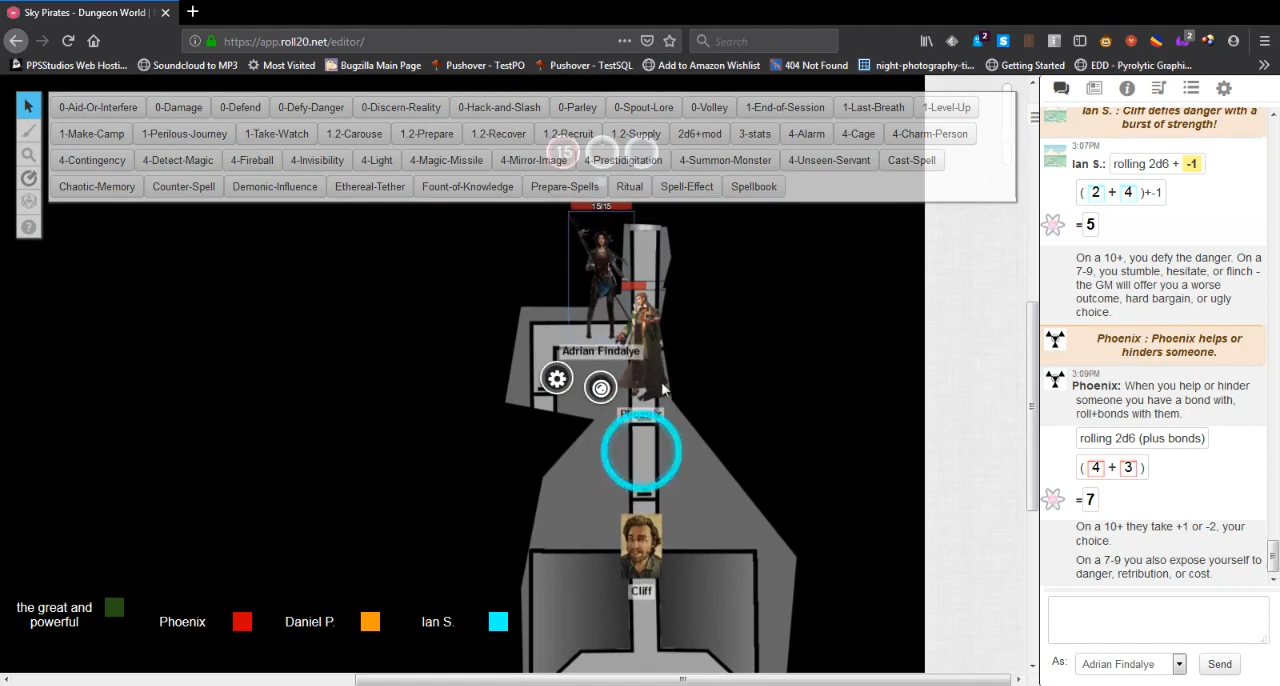 Sky Pirates - Dungeon World |
https://app.roll20.net/editor/
Search
2
2
PPSStudios Web Hosti...
Soundcloud to MP3
Most Visited
Bugzilla Main Page
Pushover - TestPO
Pushover - TestSQL
Add to Amazon Wishlist
404 Not Found
night-photography-ti...
Getting Started
EDD - Pyrolytic Graphi...
0-Aid-Or-Interfere
0-Damage
0-Defend
0-Defy-Danger
0-Discern-Reality
0-Hack-and-Slash
0-Parley
0-Spout-Lore
0-Volley
1-End-of-Session
1-Last-Breath
1-Level-Up
1-Make-Camp
1-Perilous-Journey
1-Take-Watch
1.2-Carouse
1.2-Prepare
1.2-Recover
1.2-Recruit
1.2-Supply
2d6+mod
3-stats
4-Alarm
4-Cage
4-Charm-Person
4-Contingency
4-Detect-Magic
4-Fireball
4-Invisibility
4-Light
4-Magic-Missile
4-Mirror-Image
15
4-Prestidigitation
4-Summon-Monster
4-Unseen-Servant
Cast-Spell
Chaotic-Memory
Counter-Spell
Demonic-Influence
Ethereal-Tether
Fount-of-Knowledge
Prepare-Spells
Ritual
Spell-Effect
Spellbook
15/15
Adrian Findalye
Phoenix
Cliff
the great and
powerful
Phoenix
Daniel P.
Ian S.
Ian S. : Cliff defies danger with a
burst of strength!
3:07PM
Ian S.: rolling 2d6 + -1
( 2 + 4 )+-1
= 5
On a 10+, you defy the danger. On a
7-9, you stumble, hesitate, or flinch -
the GM will offer you a worse
outcome, hard bargain, or ugly
choice.
Phoenix : Phoenix helps or
hinders someone.
3:09PM
Phoenix: When you help or hinder
someone you have a bond with,
roll+bonds with them.
rolling 2d6 (plus bonds)
( 4 + 3 )
= 7
On a 10+ they take +1 or -2, your
choice.
On a 7-9 you also expose yourself to
danger, retribution, or cost.
As:
Adrian Findalye
Send